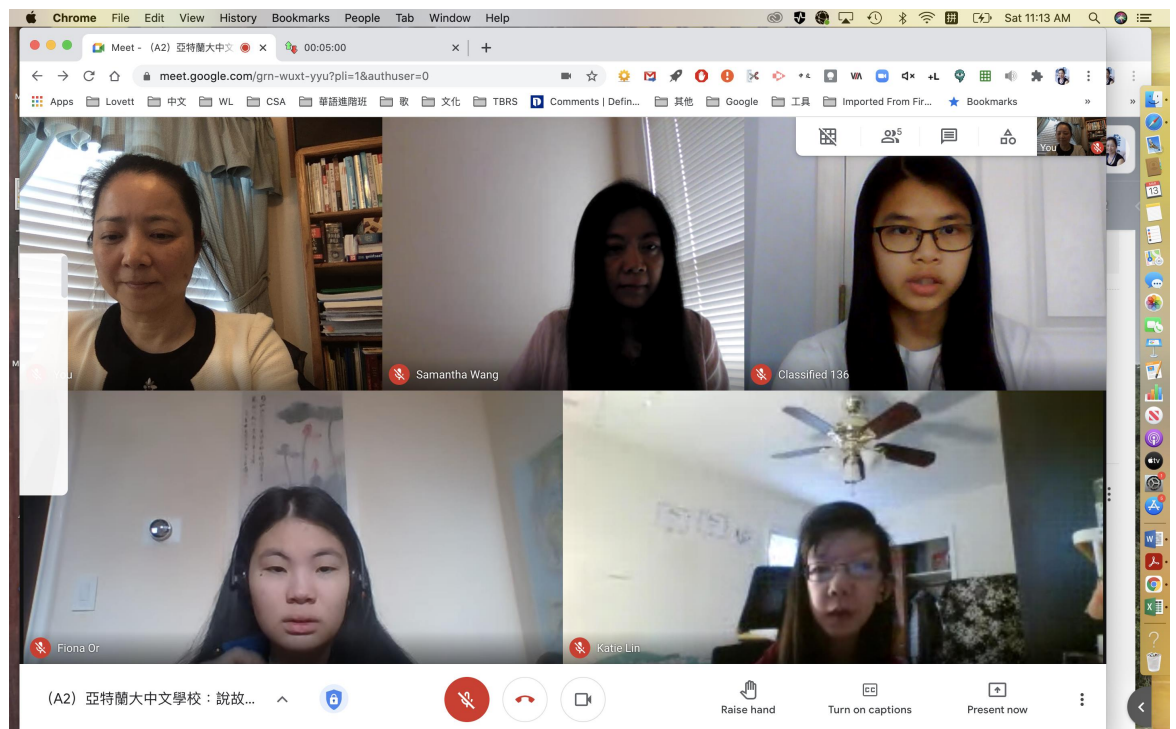 Chrome File Edit View History Bookmarks People Tab Window Help Sat 11:13 AM
Meet - （A2）亞特蘭大中文 00:05:00
meet.google.com/grn-wuxt-yyu?pli=1&authuser=0
Apps Lovett 中文 WL CSA 華語進階班 歌 文化 TBRS Comments | Defin... 其他 Google 工具 Imported From Fir... Bookmarks »
5
You
13
You
Samantha Wang
Classified 136
Fiona Or
Katie Lin
（A2）亞特蘭大中文學校：說故...
Raise hand
Turn on captions
Present now